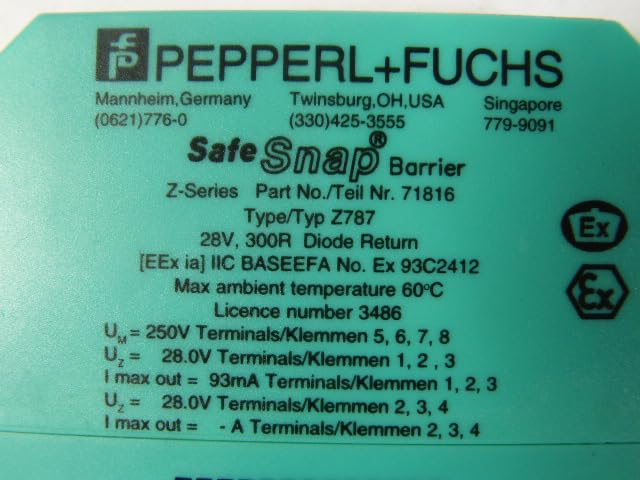 PEPPERL+FUCHS
Mannheim,Germany Twinsburg,OH,USA Singapore
(0621)776-0 (330)425-3555 779-9091
Safe Snap® Barrier
Z-Series Part No./Teil Nr. 71816
Type/Typ Z787
28V, 300R Diode Return
[EEx ia] IIC BASEEFA No. Ex 93C2412
Max ambient temperature 60°C
Licence number 3486
Ex
Ex
UM = 250V Terminals/Klemmen 5, 6, 7, 8
UZ = 28.0V Terminals/Klemmen 1, 2 , 3
I max out = 93mA Terminals/Klemmen 1, 2, 3
UZ = 28.0V Terminals/Klemmen 2, 3, 4
I max out = - A Terminals/Klemmen 2, 3, 4